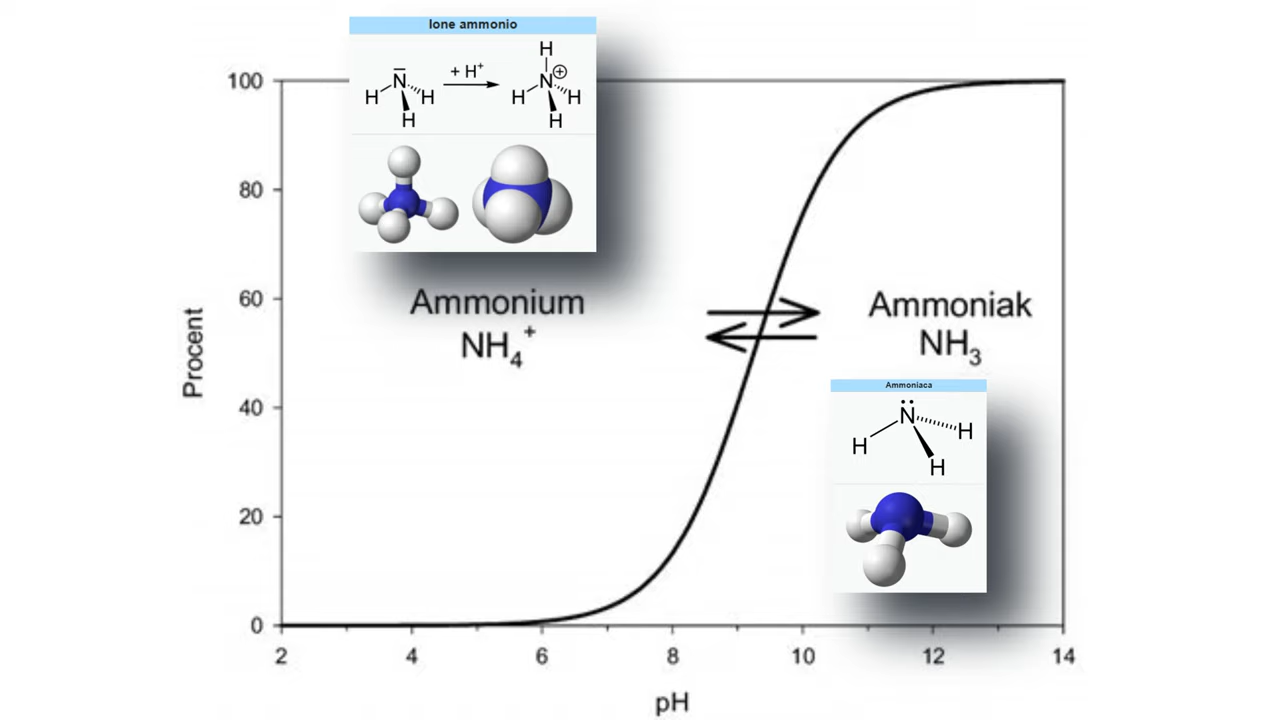 Ione ammonio
H
N + H⁺ N⊕
H H H H
H H
100
80
60
40
20
0
Procent
Ammonium
NH₄⁺
Ammoniak
NH₃
Ammoniaca
N
H H
H
2 4 6 8 10 12 14
pH